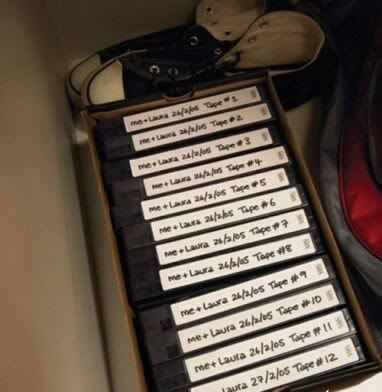 me + Laura 26/2/05 Tape #1
me + Laura 26/2/05 Tape #2
me + Laura 26/2/05 Tape #3
me + Laura 26/2/05 Tape #4
me + Laura 26/2/05 Tape #5
me + Laura 26/2/05 Tape #6
me + Laura 26/2/05 Tape #7
me + Laura 26/2/05 Tape #8
me + Laura 26/2/05 Tape #9
me + Laura 26/2/05 Tape #10
me + Laura 26/2/05 Tape #11
Laura 27/2/05 Tape #12